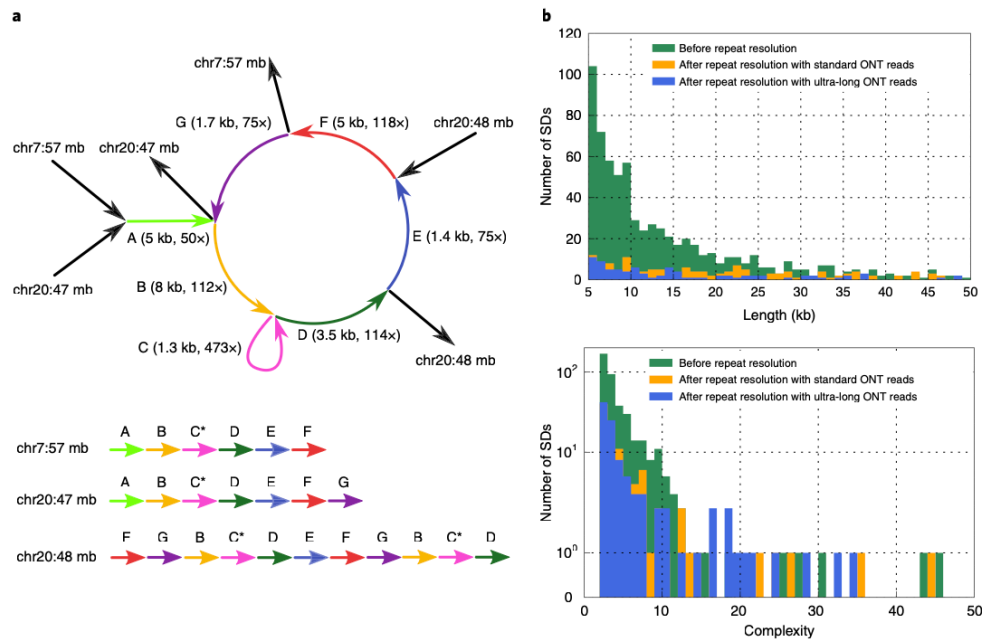 a
chr7:57 mb
G (1.7 kb, 75×)
F (5 kb, 118×)
chr20:48 mb
chr7:57 mb
chr20:47 mb
A (5 kb, 50×)
E (1.4 kb, 75×)
chr20:47 mb
B (8 kb, 112×)
D (3.5 kb, 114×)
C (1.3 kb, 473×)
chr20:48 mb
A B C* D E F
chr7:57 mb
A B C* D E F G
chr20:47 mb
F G B C* D E F G B C* D
chr20:48 mb
b
120
100
80
60
40
20
0
Number of SDs
Before repeat resolution
After repeat resolution with standard ONT reads
After repeat resolution with ultra-long ONT reads
5 10 15 20 25 30 35 40 45 50
Length (kb)
10²
10¹
10⁰
0
Number of SDs
Before repeat resolution
After repeat resolution with standard ONT reads
After repeat resolution with ultra-long ONT reads
0 10 20 30 40 50
Complexity